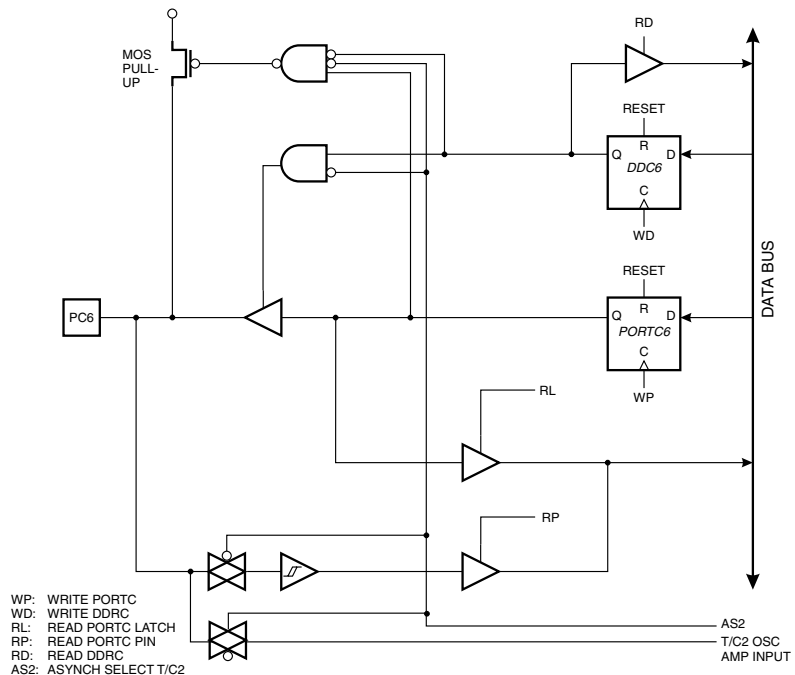 RD
MOS
PULL-
UP
RESET
R
Q
D
DDC6
C
WD
RESET
R
Q
D
PORTC6
C
WP
DATA BUS
PC6
RL
RP
WP: WRITE PORTC
WD: WRITE DDRC
RL: READ PORTC LATCH
RP: READ PORTC PIN
RD: READ DDRC
AS2: ASYNCH SELECT T/C2
AS2
T/C2 OSC
AMP INPUT